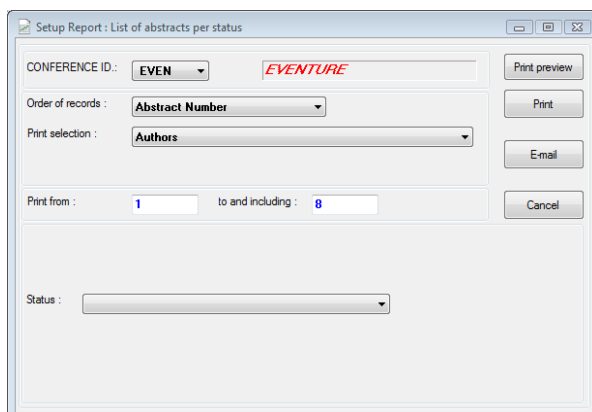 Setup Report : List of abstracts per status
CONFERENCE ID.: EVEN EVENTURE Print preview
Order of records : Abstract Number Print
Print selection : Authors
E-mail
Print from : 1 to and including : 8 Cancel
Status :